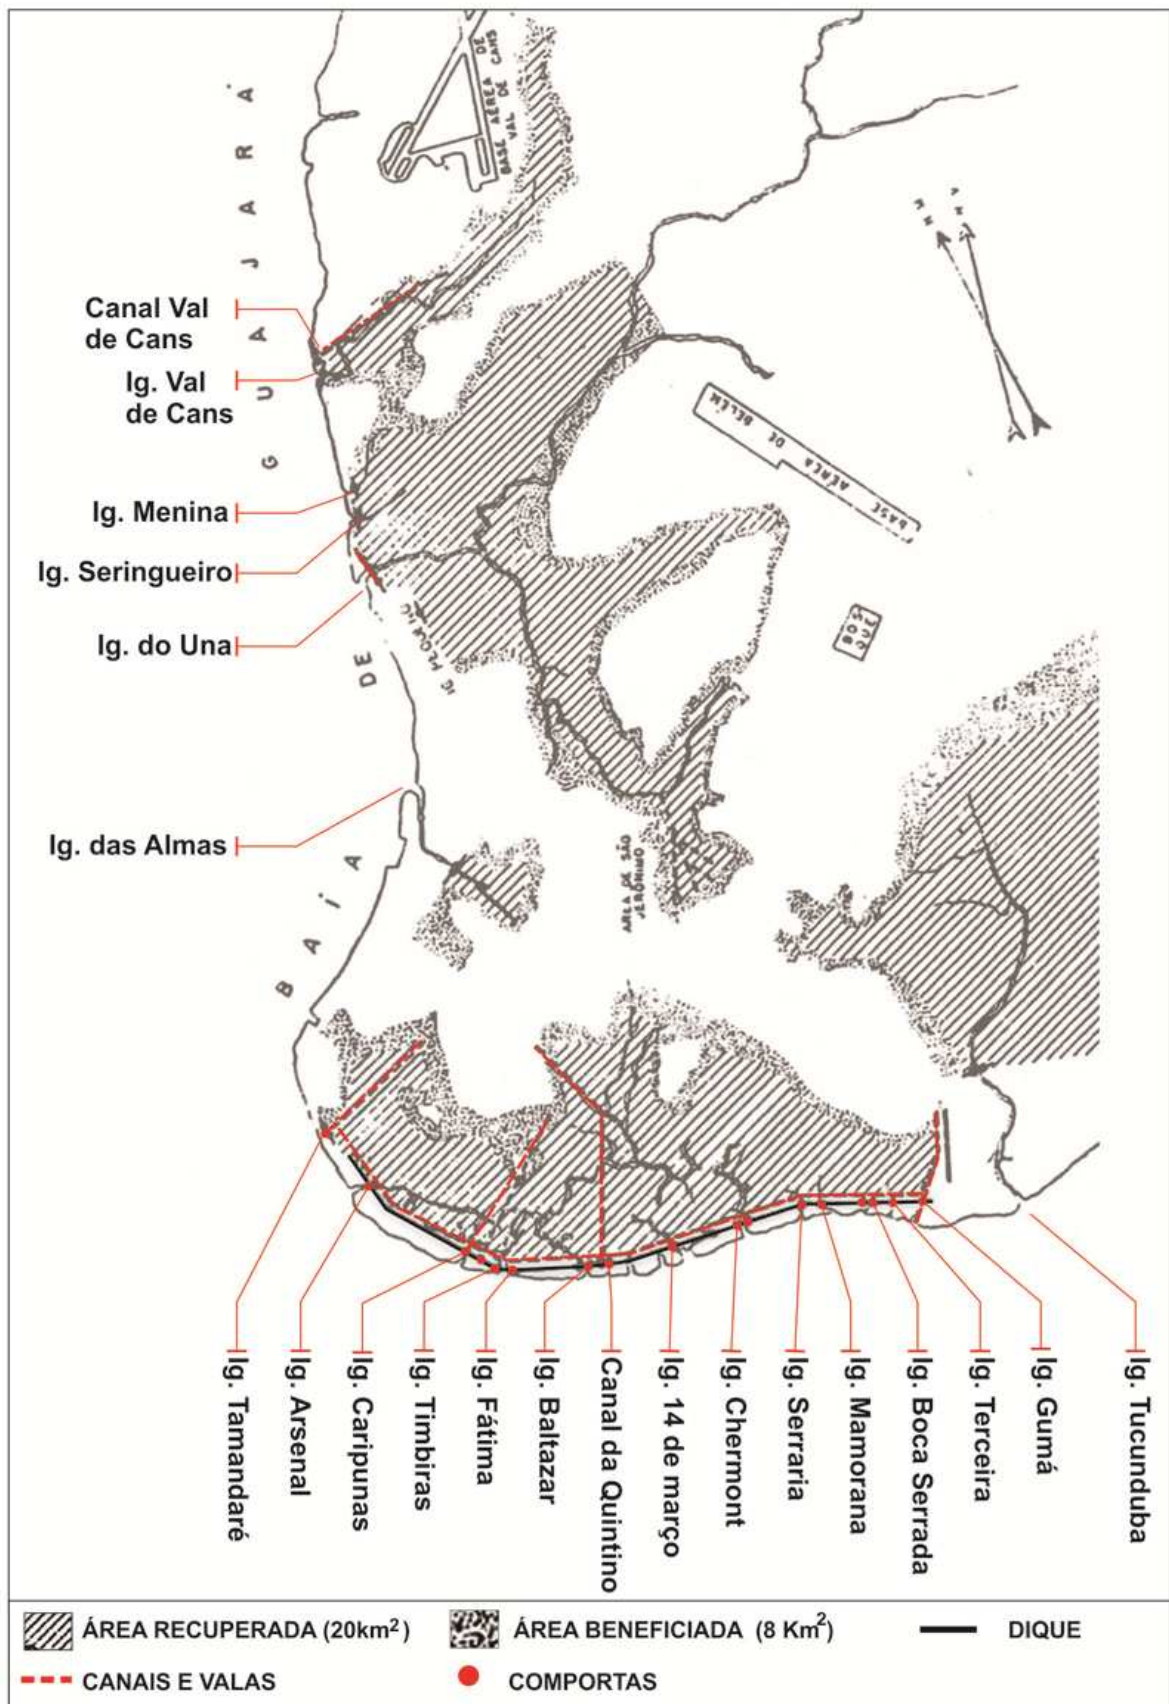 BASE AÉREA DE
VAL DE CANS
BAÍA DE GUAJARÁ
N M
N V
Canal Val
de Cans
Ig. Val
de Cans
BASE AÉREA DE BELÉM
Ig. Menina
Ig. Seringueiro
Ig. do Una
BOS
QUE
Ig. das Almas
ÁREA DE SÃO
JERÔNIMO
Ig. Tamandaré
Ig. Arsenal
Ig. Caripunas
Ig. Timbiras
Ig. Fátima
Ig. Baltazar
Canal da Quintino
Ig. 14 de março
Ig. Chermont
Ig. Serraria
Ig. Mamorana
Ig. Boca Serrada
Ig. Terceira
Ig. Gumá
Ig. Tucunduba
ÁREA RECUPERADA (20km²)
ÁREA BENEFICIADA (8 Km²)
DIQUE
CANAIS E VALAS
COMPORTAS